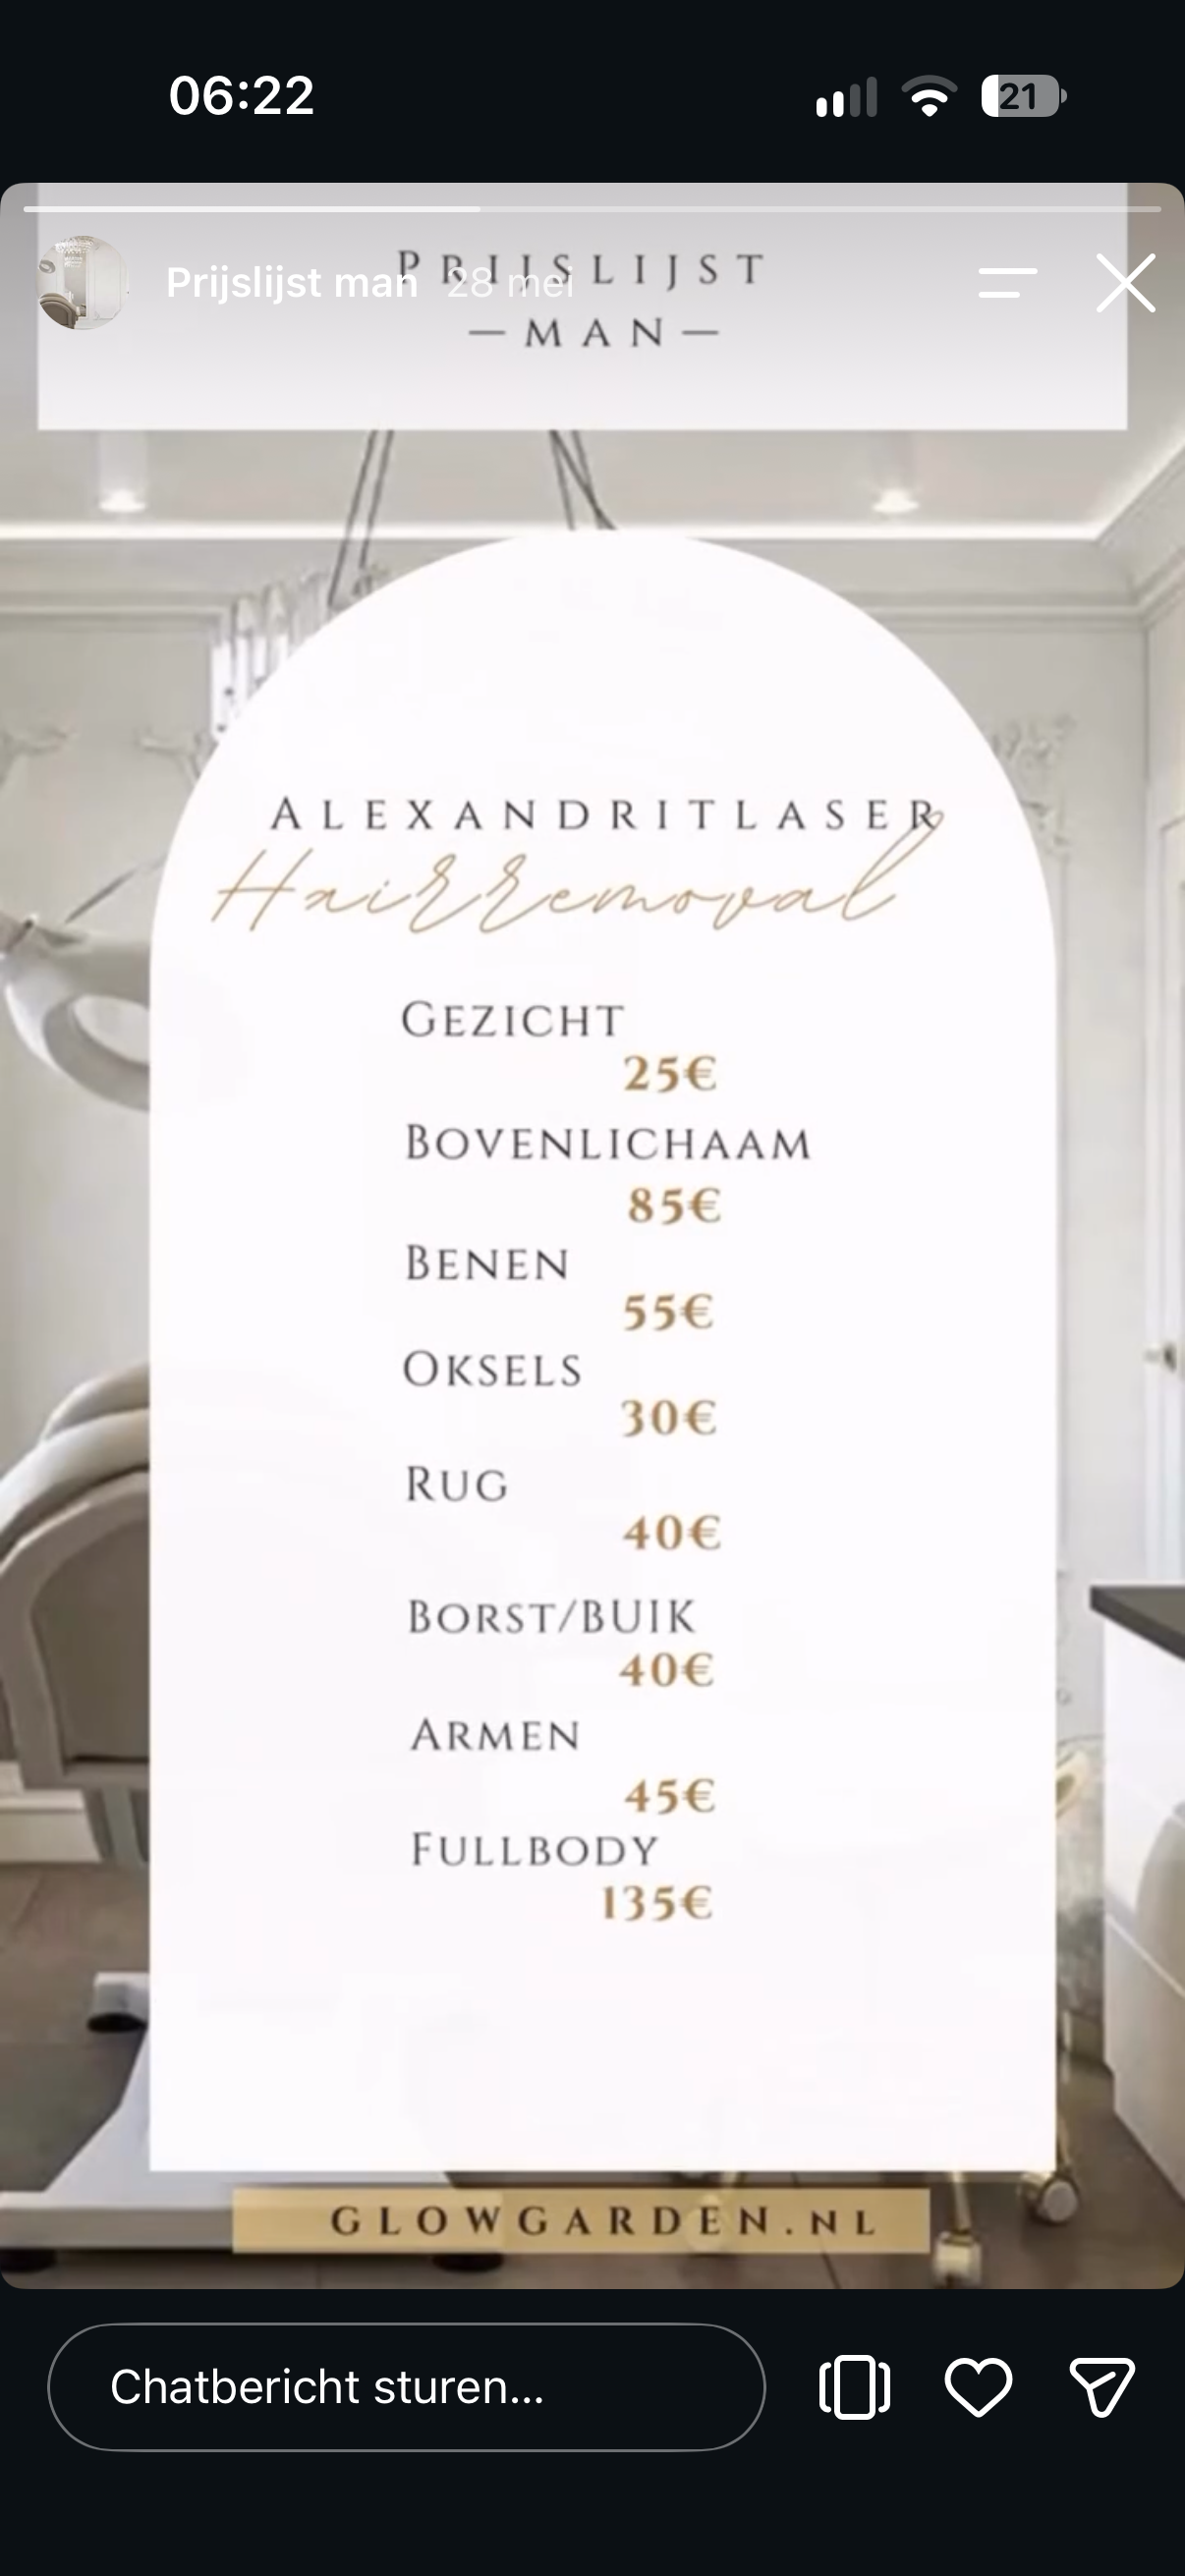 06:22
21
PRIJSLIJST
Prijslijst man 28 mei
—MAN—
ALEXANDRITLASER
Hairremoval
GEZICHT
25€
BOVENLICHAAM
85€
BENEN
55€
OKSELS
30€
RUG
40€
BORST/BUIK
40€
ARMEN
45€
FULLBODY
135€
GLOWGARDEN.NL
Chatbericht sturen...